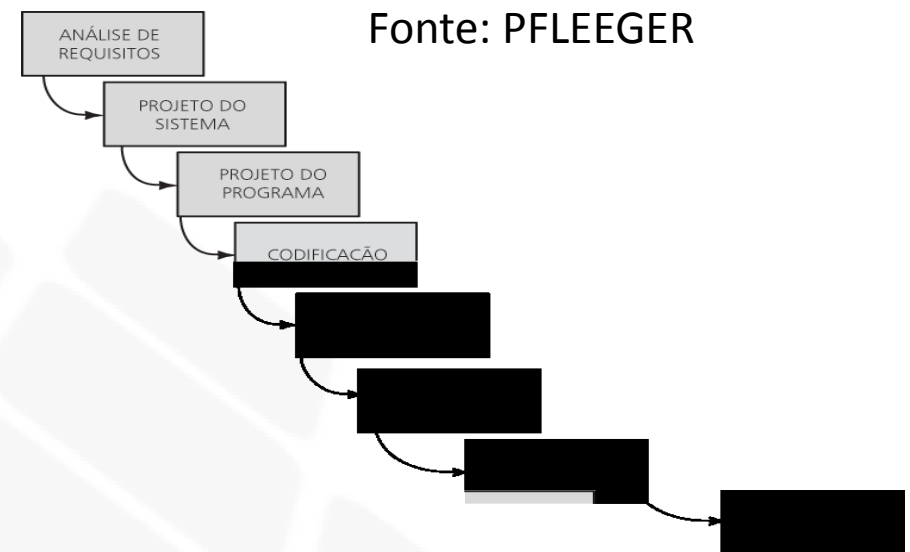 Fonte: PFLEEGER
ANÁLISE DE
REQUISITOS
PROJETO DO
SISTEMA
PROJETO DO
PROGRAMA
CODIFICAÇÃO